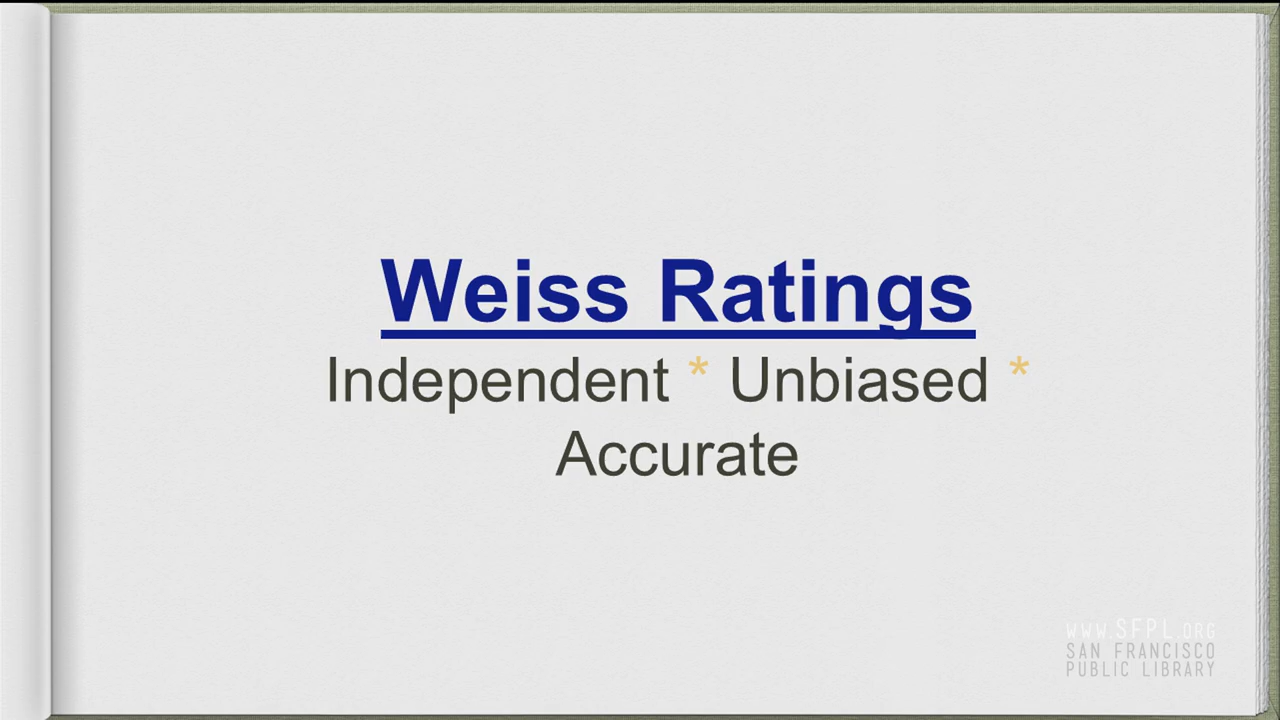 Weiss Ratings
Independent * Unbiased *
Accurate
WWW.SFPL.ORG
SAN FRANCISCO
PUBLIC LIBRARY